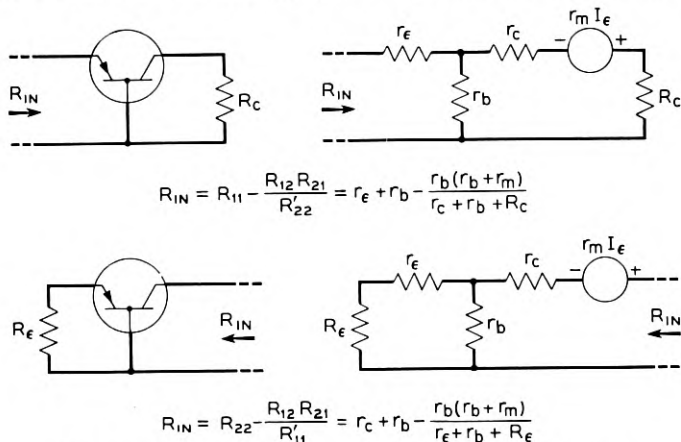 r_m I_ε
r_ε
r_c
− +
R_IN
R_c
R_IN
r_b
R_c
R_IN = R_11 − R_12 R_21 / R'_22 = r_ε + r_b − r_b(r_b + r_m) / r_c + r_b + R_c
r_m I_ε
r_ε
r_c
− +
R_ε
R_IN
R_ε
r_b
R_IN
R_IN = R_22 − R_12 R_21 / R'_11 = r_c + r_b − r_b(r_b + r_m) / r_ε + r_b + R_ε